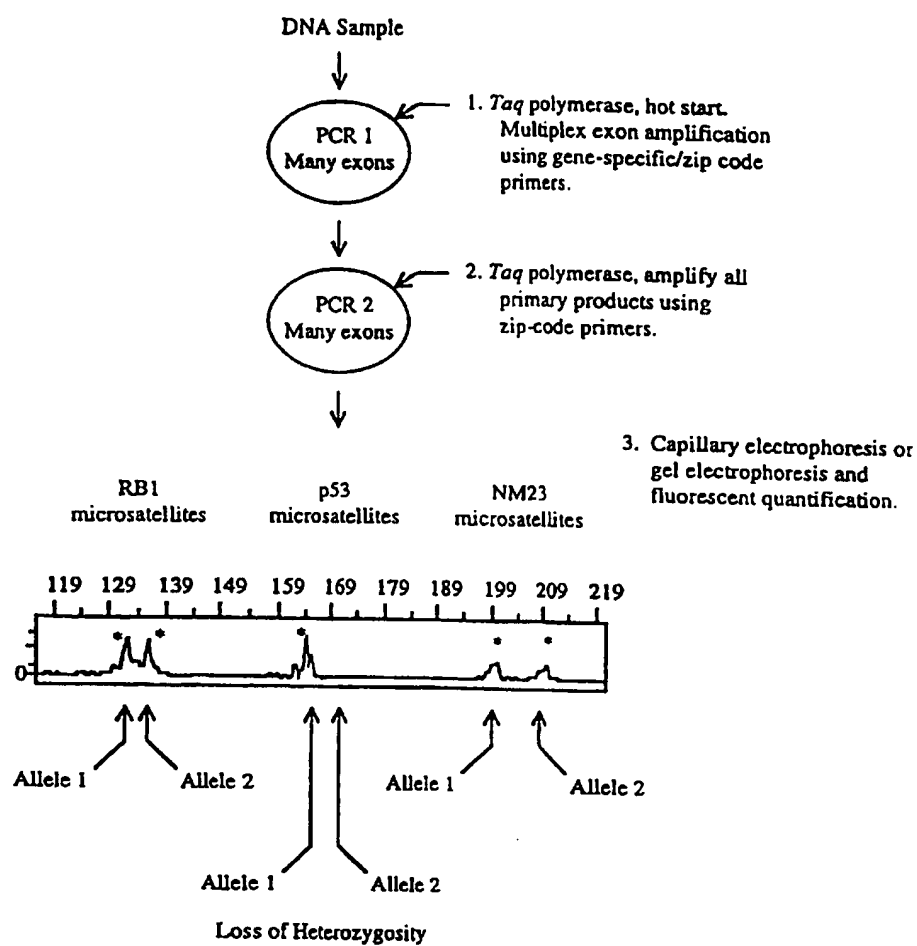 DNA Sample
PCR 1
Many exons
1. Taq polymerase, hot start.
Multiplex exon amplification
using gene-specific/zip code
primers.
PCR 2
Many exons
2. Taq polymerase, amplify all
primary products using
zip-code primers.
3. Capillary electrophoresis or
gel electrophoresis and
fluorescent quantification.
RB1
microsatellites
p53
microsatellites
NM23
microsatellites
119 129 139 149 159 169 179 189 199 209 219
* * * * *
0
Allele 1
Allele 2
Allele 1
Allele 2
Allele 1
Allele 2
Loss of Heterozygosity